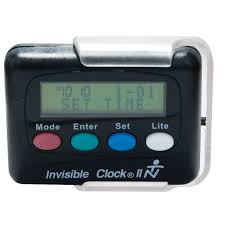 SET TIME
Mode Enter Set Lite
Invisible Clock® II